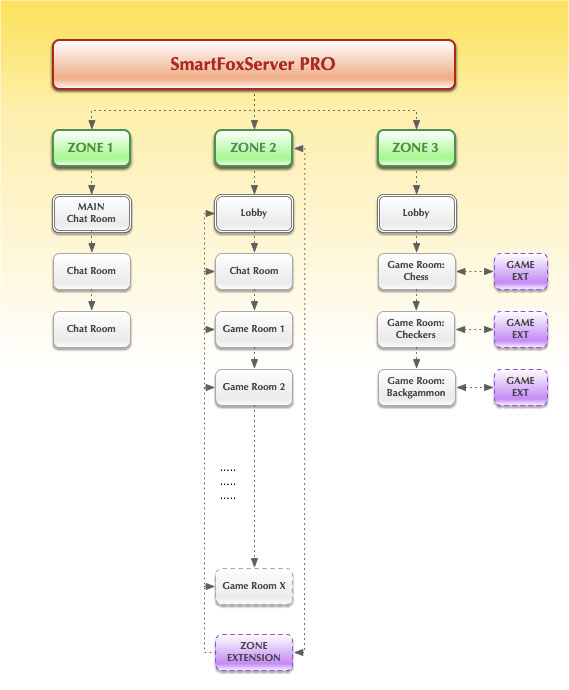 SmartFoxServer PRO
ZONE 1
ZONE 2
ZONE 3
MAIN
Chat Room
Lobby
Lobby
Chat Room
Chat Room
Game Room:
Chess
GAME
EXT
Chat Room
Game Room 1
Game Room:
Checkers
GAME
EXT
Game Room 2
Game Room:
Backgammon
GAME
EXT
.....
.....
.....
Game Room X
ZONE
EXTENSION